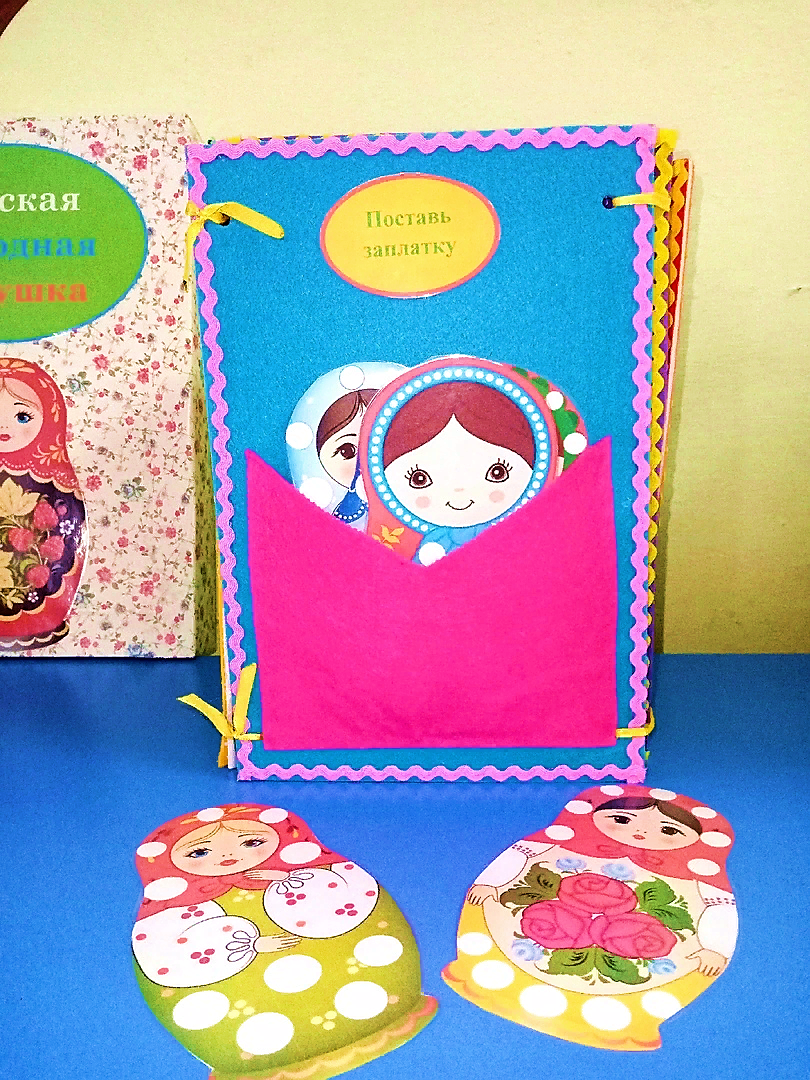 ская
одная
ушка
Поставь
заплатку